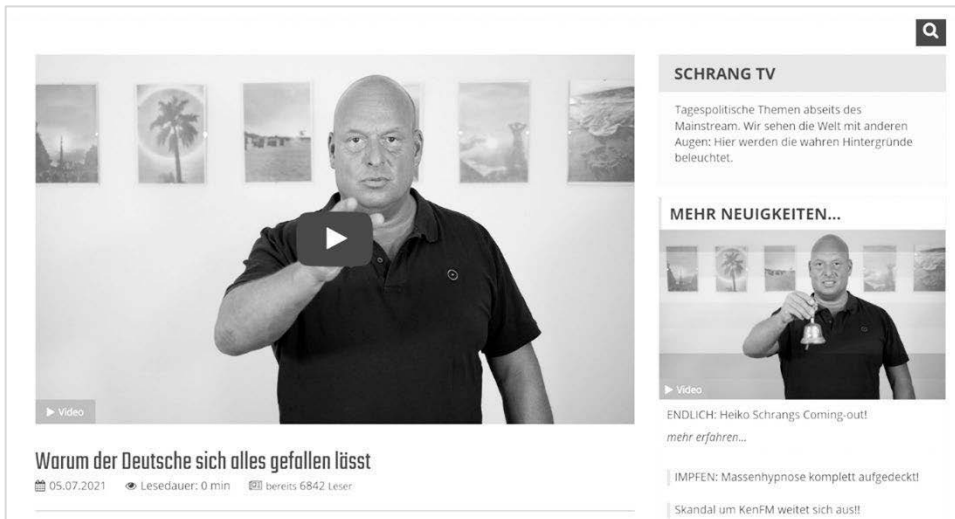 Video
Warum der Deutsche sich alles gefallen lässt
05.07.2021 Lesedauer: 0 min bereits 6842 Leser
SCHRANG TV
Tagespolitische Themen abseits des
Mainstream. Wir sehen die Welt mit anderen
Augen: Hier werden die wahren Hintergründe
beleuchtet.
MEHR NEUIGKEITEN...
Video
ENDLICH: Heiko Schrangs Coming-out!
mehr erfahren...
IMPFEN: Massenhypnose komplett aufgedeckt!
Skandal um KenFM weitet sich aus!!